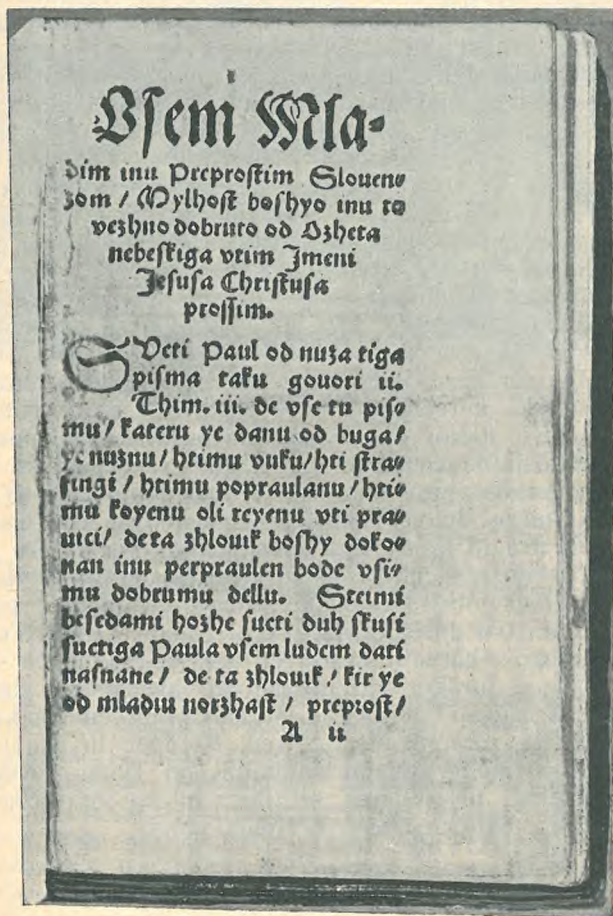 Vſem Mla⸗
dim inu Preproſtim Slouen⸗
zom / Mylhoſt boſhyo inu to
vezhno dobruto od Ozheta
nebeſkiga vtim Imeni
Jeſuſa Chriſtuſa
proſſim.
SVeti Paul od nuza tiga
piſma taku gouori ii.
Thim. iii. de vſe tu piſ⸗
mu / kateru ye danu od buga /
ye nuznu / htimu vuku / hti ſtra⸗
fingi / htimu popraulanu / hti⸗
mu koyenu oli reyenu vti pra⸗
uici / de ta zhlouik boſhy doko⸗
nan inu perpraulen bode vſi⸗
mu dobrumu dellu. Steimi
beſedami hozhe ſueti duh ſkuſi
ſuetiga Paula vſem ludem dati
naſnane / de ta zhlouik / kir ye
od mladiu norzhaſt / preproſt /
A ii